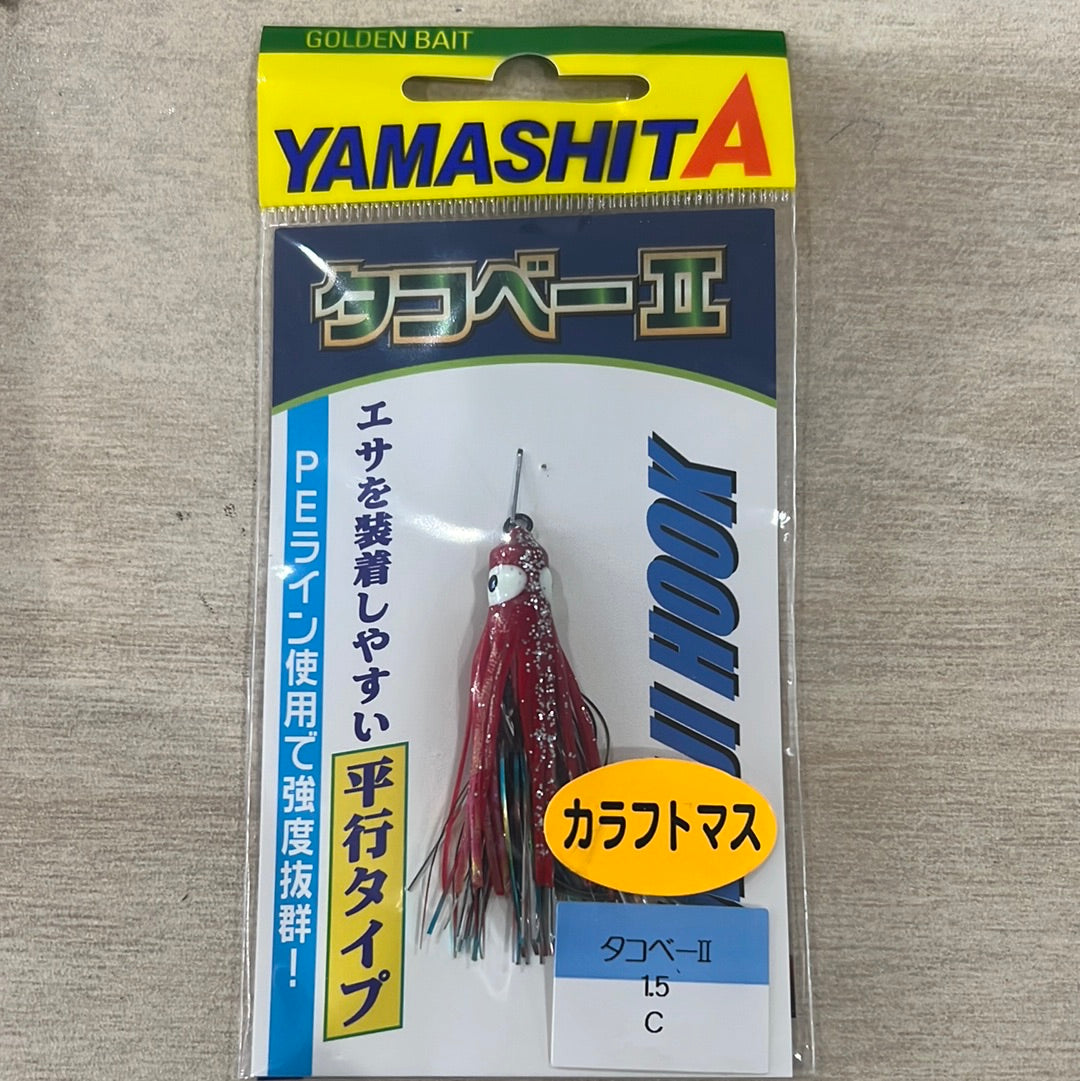 GOLDEN BAIT
YAMASHITA
タコベーⅡ
PEライン使用で強度抜群!
エサを装着しやすい
平行タイプ
HOOK
カラフトマス
タコベーⅡ
1.5
C